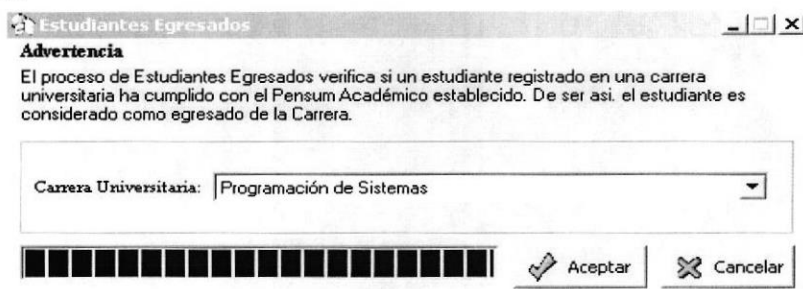 Estudiantes Egresados
Advertencia
El proceso de Estudiantes Egresados verifica si un estudiante registrado en una carrera
universitaria ha cumplido con el Pensum Académico establecido. De ser asi. el estudiante es
considerado como egresado de la Carrera.
Carrera Universitaria: Programación de Sistemas
Aceptar Cancelar